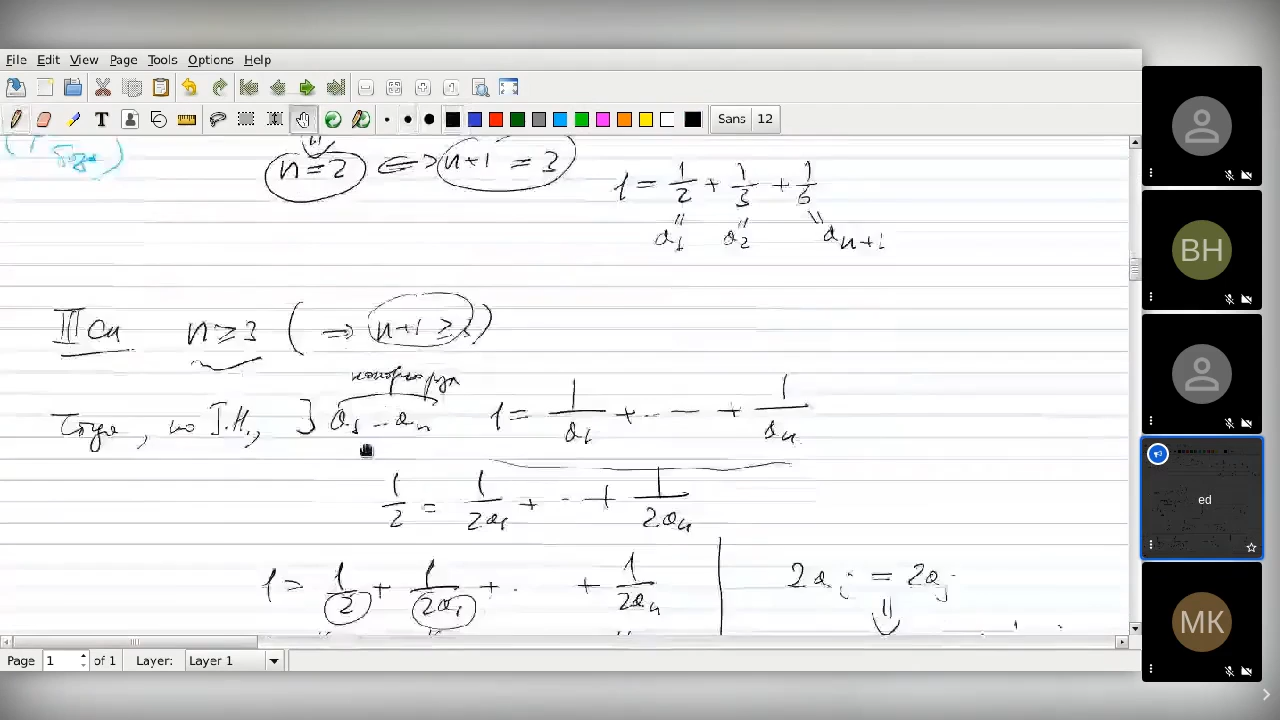 File Edit View Page Tools Options Help
Sans 12
n=2 ⟺ n+1 = 3
1 = 1/2 + 1/3 + 1/6
a₁ a₂ aₙ₊₁
III Сл n≥3 ( ⇒ n+1 ≥ )
по I.H., a₁ … aₙ 1 = 1/a₁ + … + 1/aₙ
1/2 = 1/2a₁ + … + 1/2aₙ
1 = 1/2 + 1/2a₁ + … + 1/2aₙ
2aᵢ = 2aⱼ
⇓
Page 1 of 1 Layer: Layer 1
BH
ed
MK